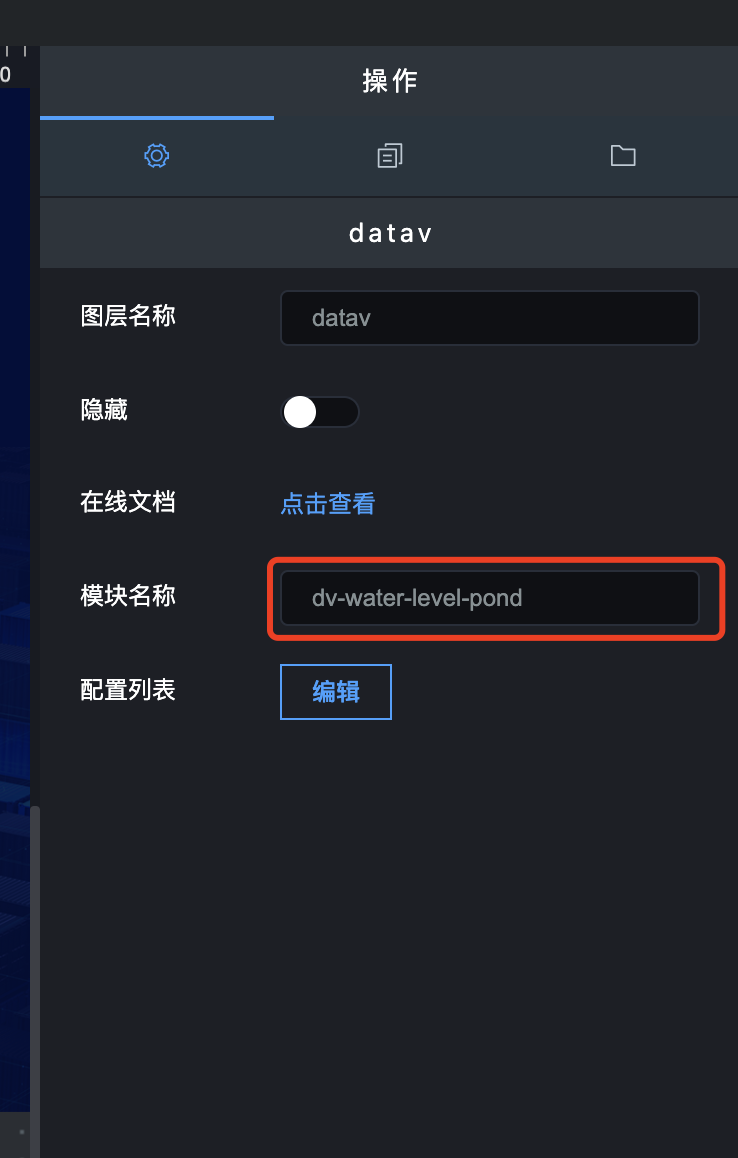 0
操作
datav
图层名称
datav
隐藏
在线文档
点击查看
模块名称
dv-water-level-pond
配置列表
编辑